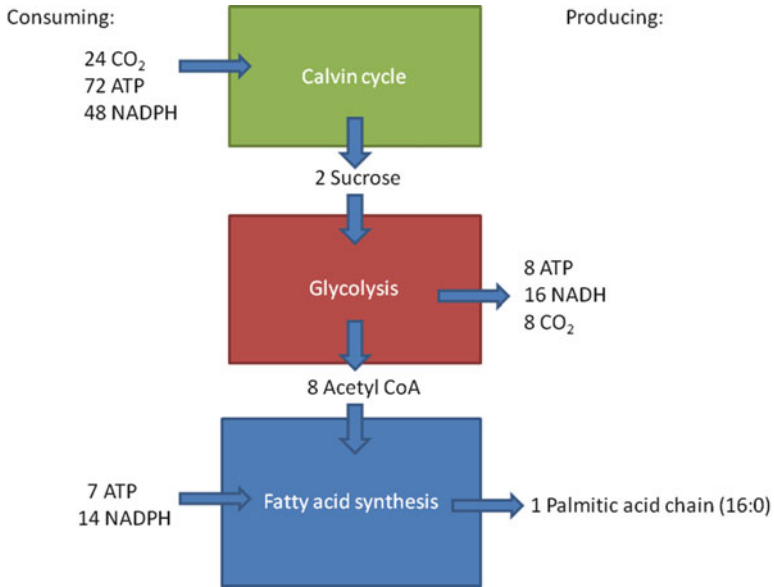 Consuming:
Producing:
24 CO₂
72 ATP
48 NADPH
Calvin cycle
2 Sucrose
Glycolysis
8 ATP
16 NADH
8 CO₂
8 Acetyl CoA
7 ATP
14 NADPH
Fatty acid synthesis
1 Palmitic acid chain (16:0)